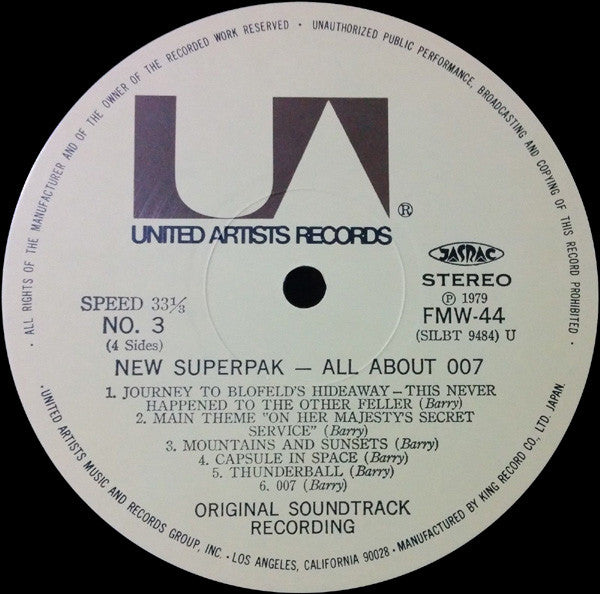 · ALL RIGHTS OF THE MANUFACTURER AND OF THE OWNER OF THE RECORDED WORK RESERVED · UNAUTHORIZED PUBLIC PERFORMANCE, BROADCASTING AND COPYING OF THIS RECORD PROHIBITED ·
UA®
UNITED ARTISTS RECORDS
JASRAC
STEREO
SPEED 33⅓
℗ 1979
NO. 3
FMW-44
(4 Sides)
(SILBT 9484) U
NEW SUPERPAK — ALL ABOUT 007
1. JOURNEY TO BLOFELD'S HIDEAWAY—THIS NEVER
HAPPENED TO THE OTHER FELLER (Barry)
2. MAIN THEME "ON HER MAJESTY'S SECRET
SERVICE" (Barry)
3. MOUNTAINS AND SUNSETS (Barry)
4. CAPSULE IN SPACE (Barry)
5. THUNDERBALL (Barry)
6. 007 (Barry)
ORIGINAL SOUNDTRACK
RECORDING
·UNITED ARTISTS MUSIC AND RECORDS GROUP, INC. · LOS ANGELES, CALIFORNIA 90028 · MANUFACTURED BY KING RECORD CO., LTD. JAPAN.